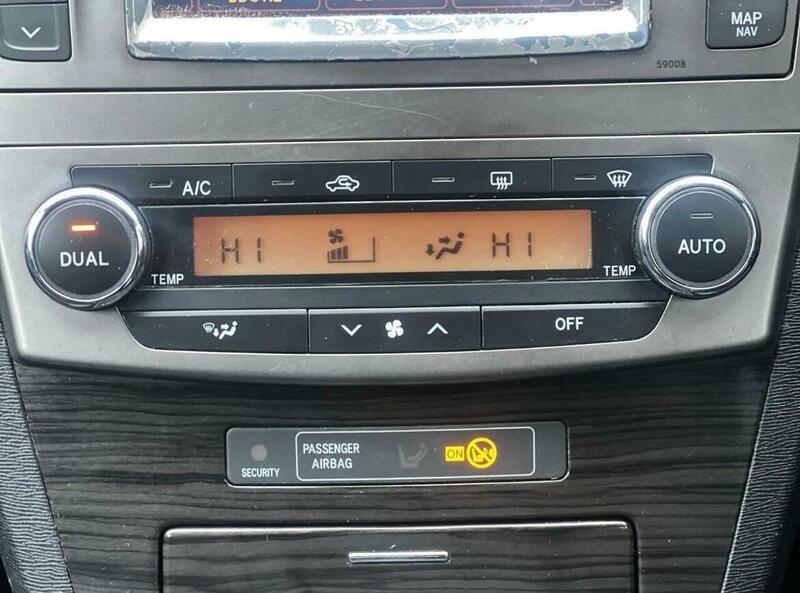 MAP
NAV
59008
A/C
DUAL
TEMP
HI
HI
TEMP
AUTO
OFF
SECURITY
PASSENGER
AIRBAG
ON